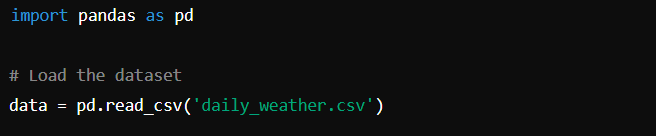 import pandas as pd
# Load the dataset
data = pd.read_csv('daily_weather.csv')